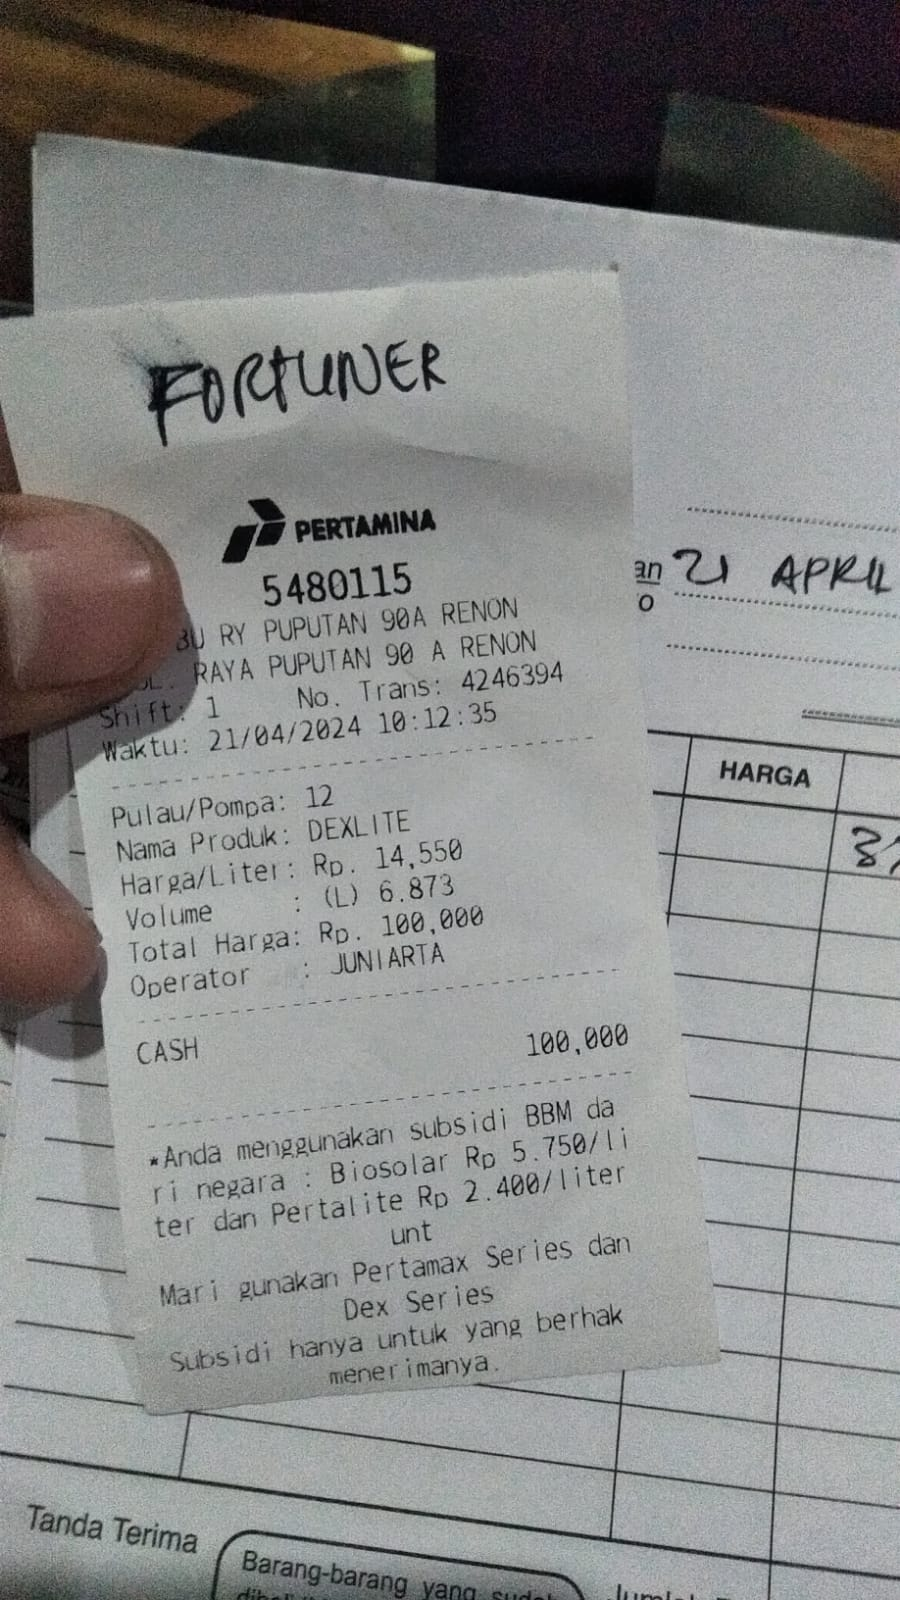 FORTUNER
PERTAMINA
5480115
BU RY PUPUTAN 90A RENON
RAYA PUPUTAN 90 A RENON
Shift: 1 No. Trans: 4246394
Waktu: 21/04/2024 10:12:35
Pulau/Pompa: 12
Nama Produk: DEXLITE
Harga/Liter: Rp. 14,550
Volume : (L) 6.873
Total Harga: Rp. 100,000
Operator : JUNIARTA
CASH 100,000
*Anda menggunakan subsidi BBM da
ri negara : Biosolar Rp 5.750/li
ter dan Pertalite Rp 2.400/liter
unt
Mari gunakan Pertamax Series dan
Dex Series
Subsidi hanya untuk yang berhak
menerimanya.
an 21 APRIL
o
HARGA
Tanda Terima
Barang-barang yang